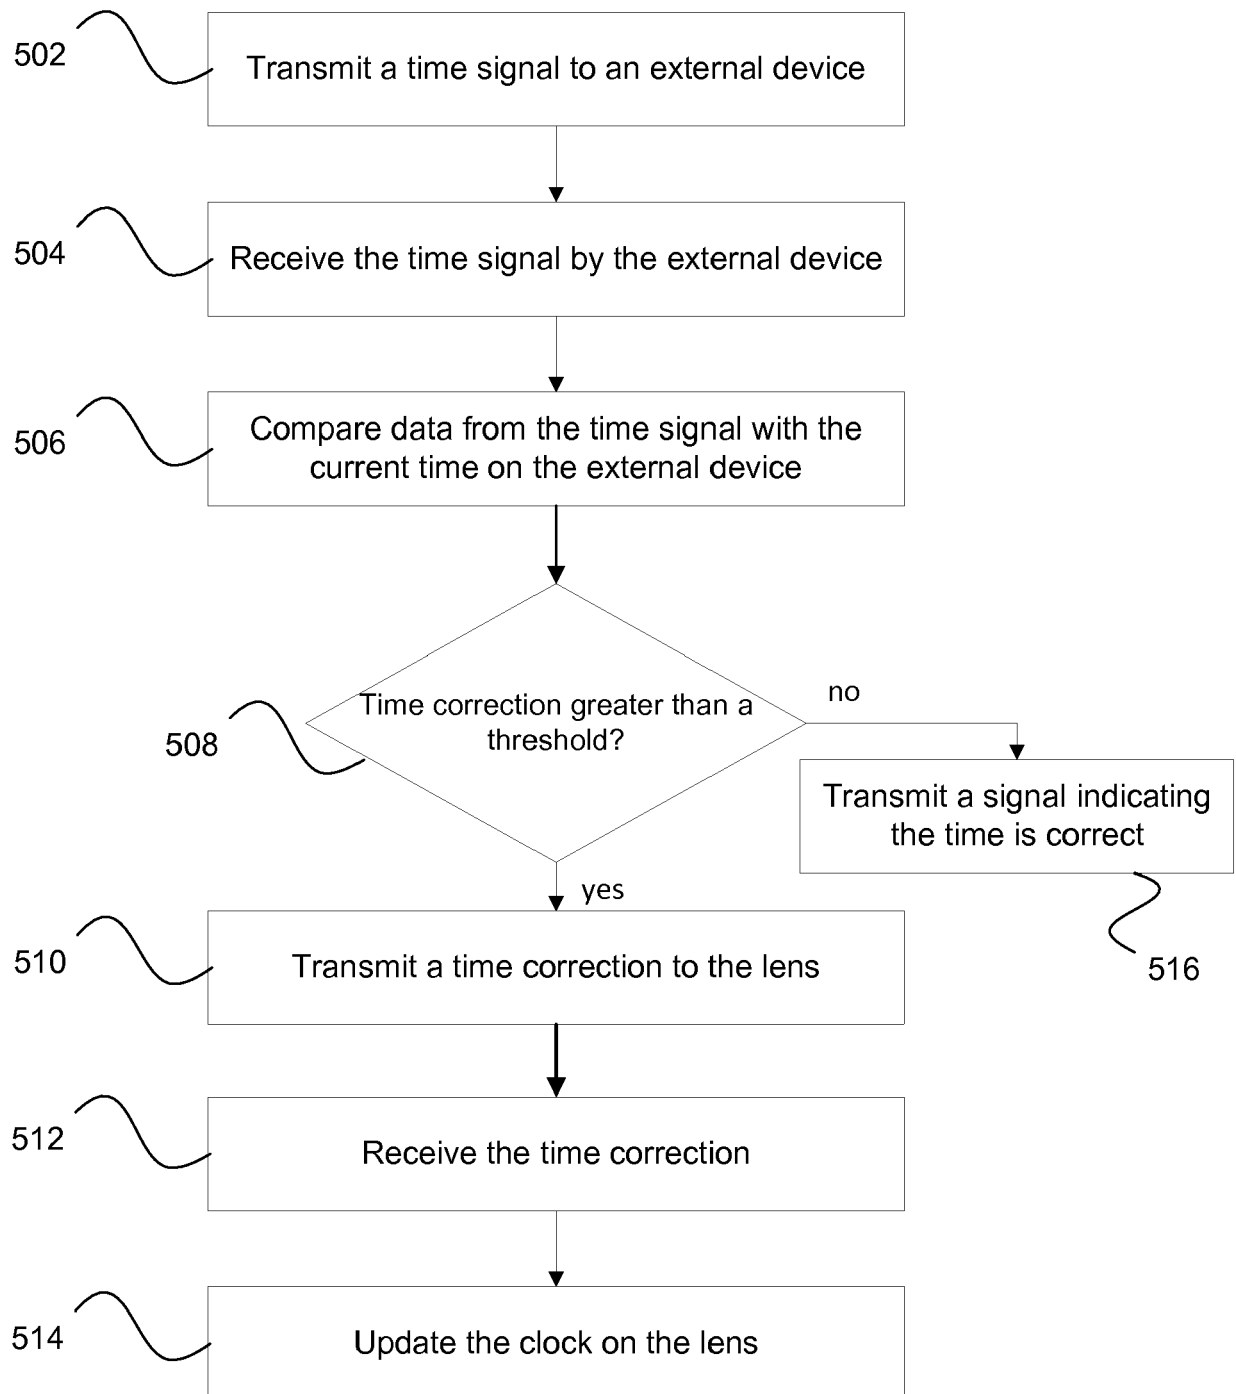 502
Transmit a time signal to an external device
504
Receive the time signal by the external device
506
Compare data from the time signal with the
current time on the external device
508
Time correction greater than a
threshold?
no
Transmit a signal indicating
the time is correct
516
yes
510
Transmit a time correction to the lens
512
Receive the time correction
514
Update the clock on the lens